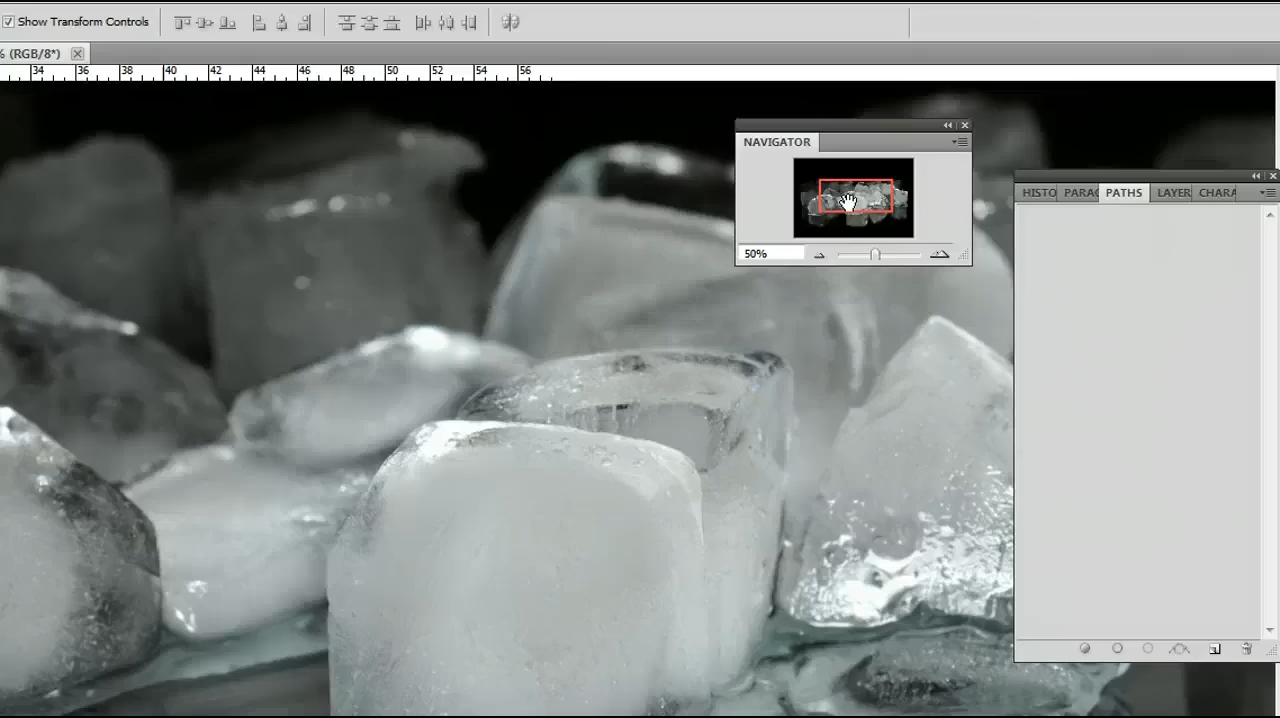 Show Transform Controls
% (RGB/8*)
34 36 38 40 42 44 46 48 50 52 54 56
NAVIGATOR
50%
HISTO PARAG PATHS LAYER CHARA